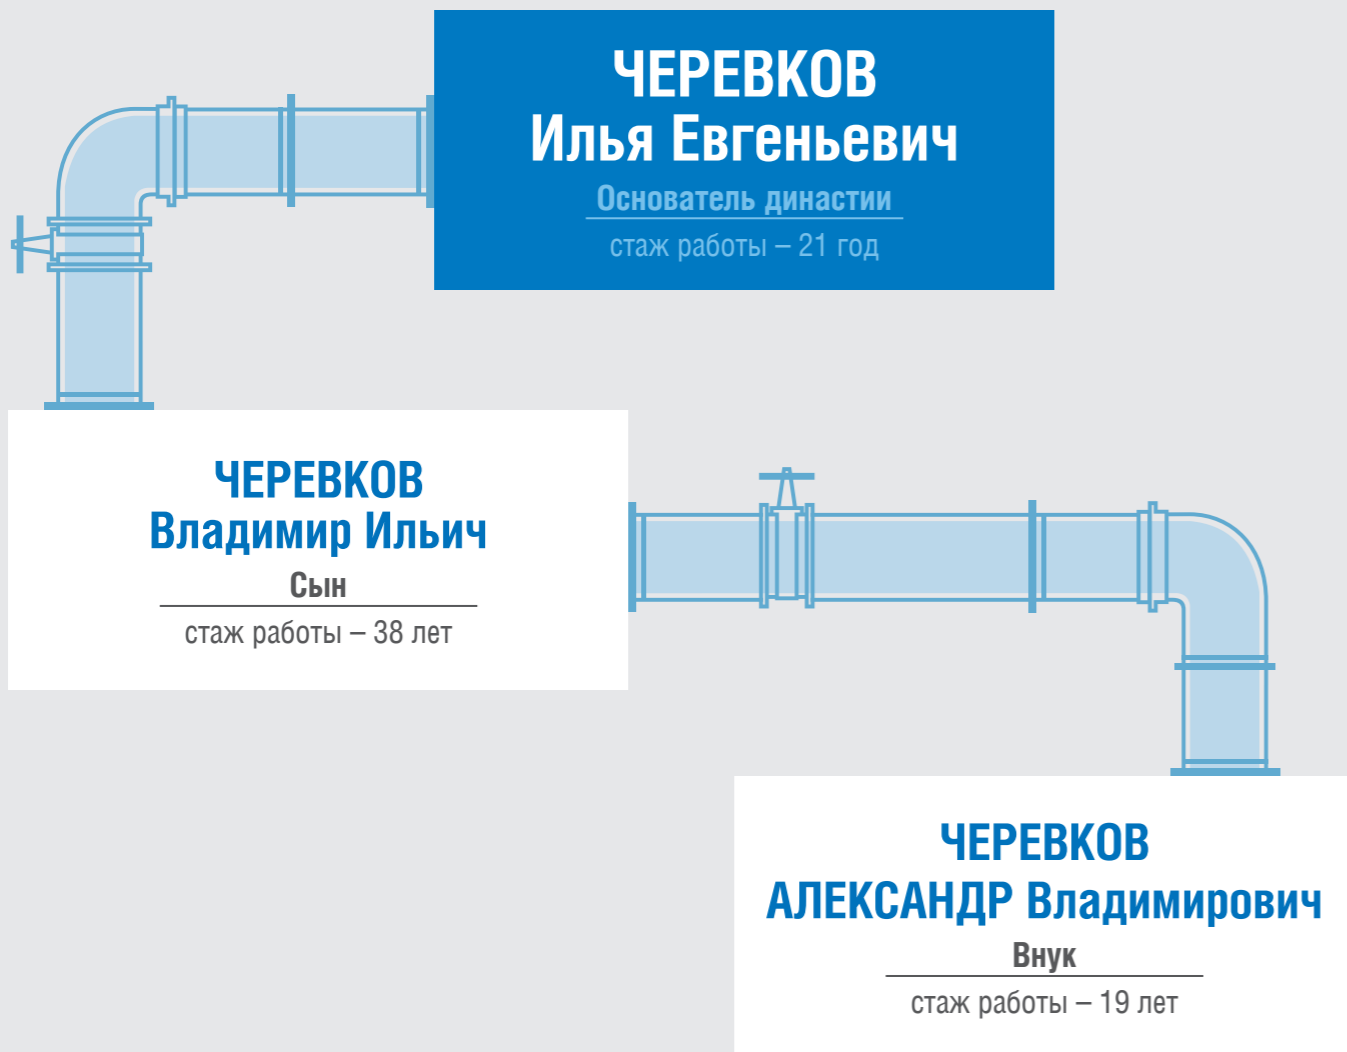 ЧЕРЕВКОВ
Илья Евгеньевич
Основатель династии
стаж работы – 21 год
ЧЕРЕВКОВ
Владимир Ильич
Сын
стаж работы – 38 лет
ЧЕРЕВКОВ
АЛЕКСАНДР Владимирович
Внук
стаж работы – 19 лет